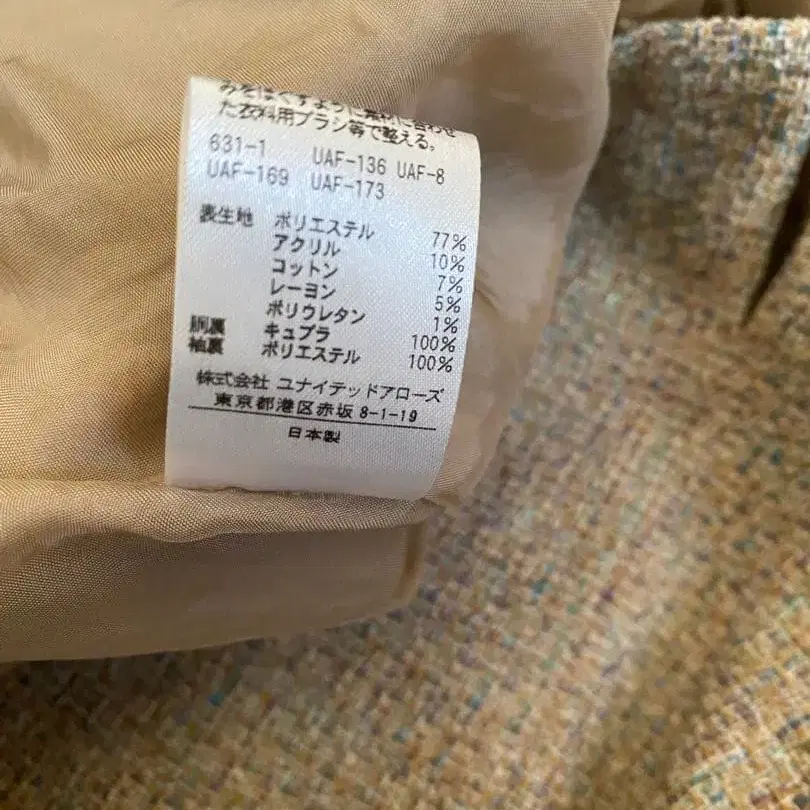 みをほぐすように素材に合わせ
た衣料用ブラシ等で整える。
631-1 UAF-136 UAF-8
UAF-169 UAF-173
表生地 ポリエステル 77%
アクリル 10%
コットン 7%
レーヨン 5%
ポリウレタン 1%
胴裏 キュプラ 100%
袖裏 ポリエステル 100%
株式会社 ユナイテッドアローズ
東京都港区赤坂 8-1-19
日本製